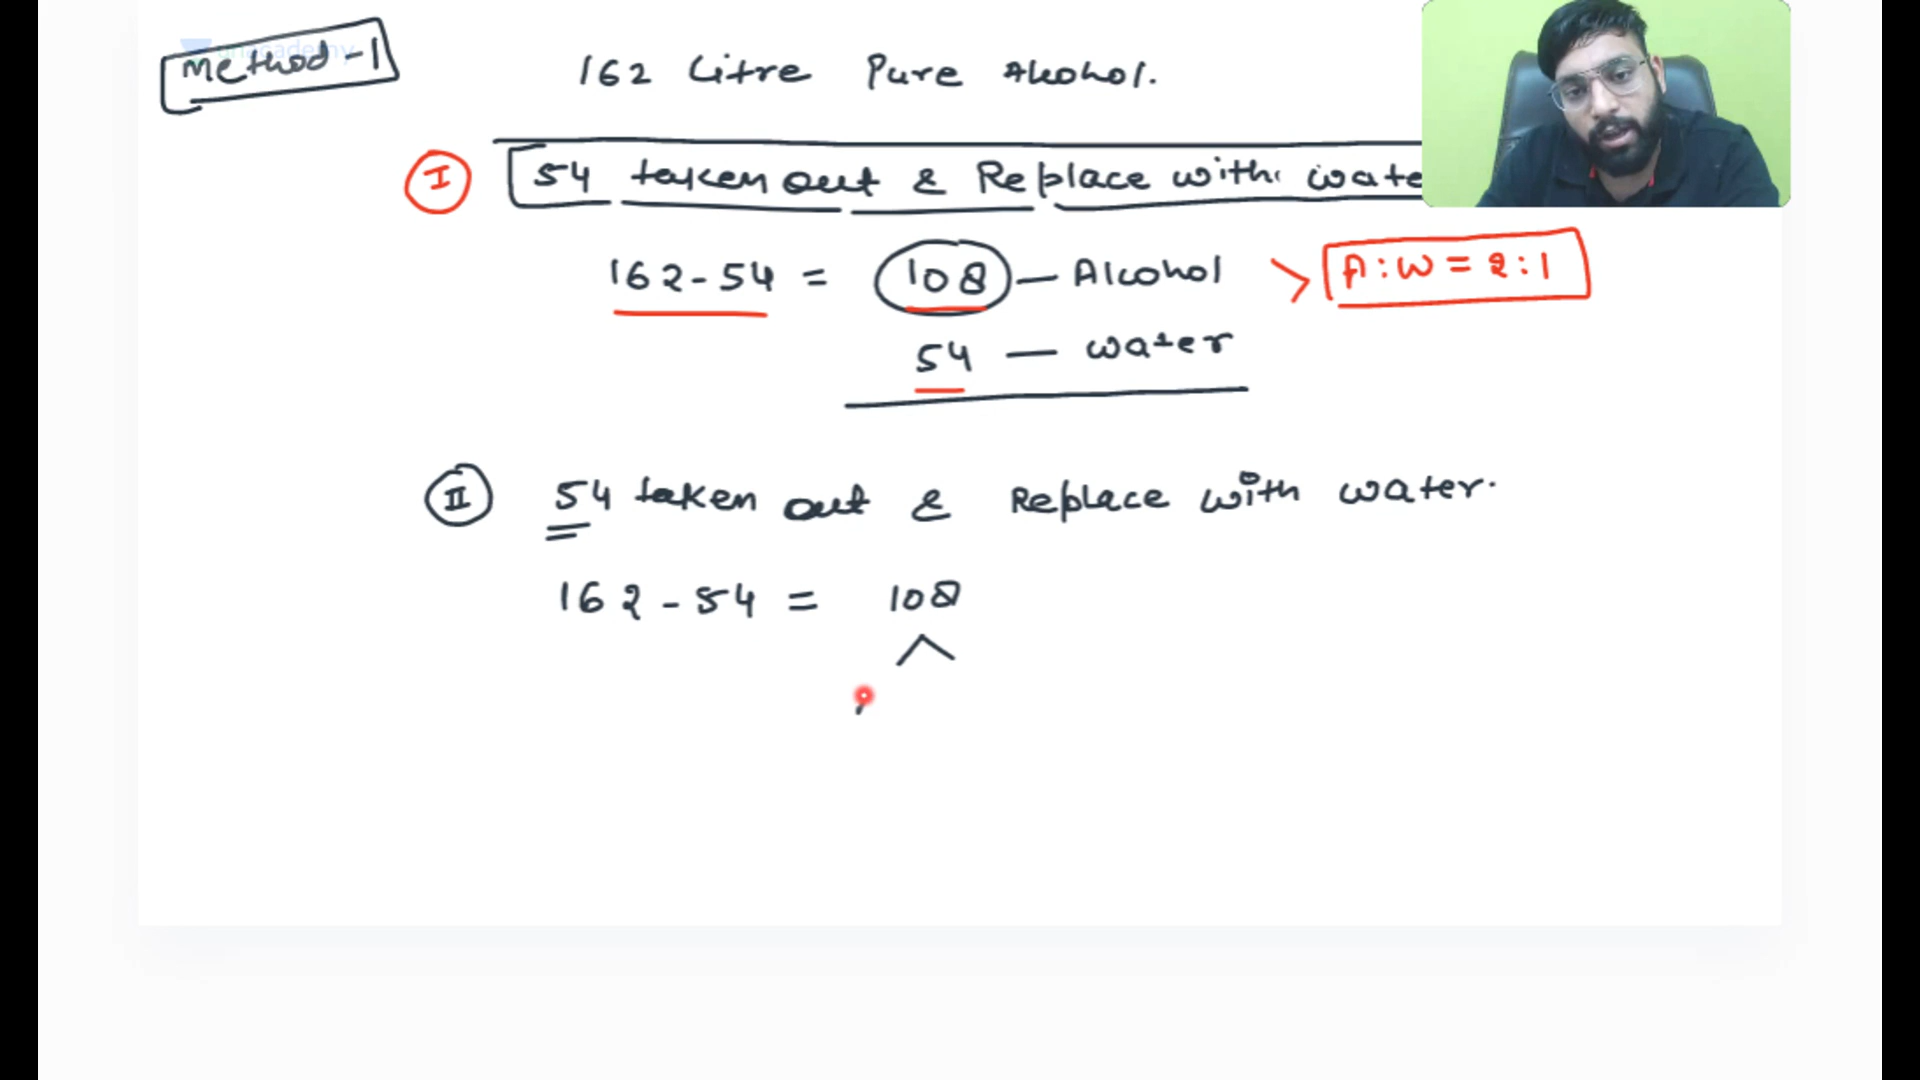 Method-1
162 Litre Pure Alcohol.
I 54 taken out & Replace with wate
162-54 = 108 — Alcohol > A:W = 2:1
54 — water
II 54 taken out & Replace with water.
162-54 = 108